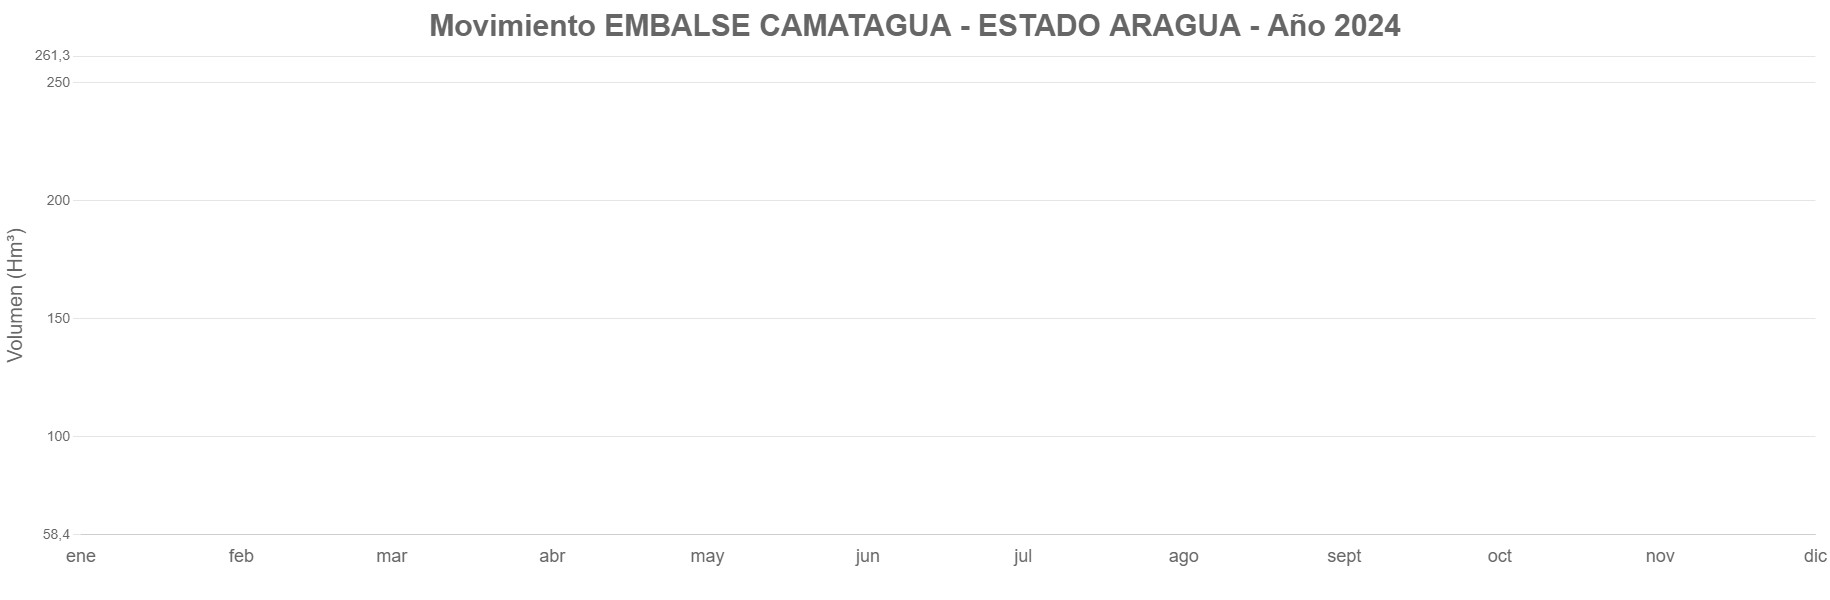 Movimiento EMBALSE CAMATAGUA - ESTADO ARAGUA - Año 2024
261,3
250
200
150
100
58,4
Volumen (Hm³)
ene feb mar abr may jun jul ago sept oct nov dic